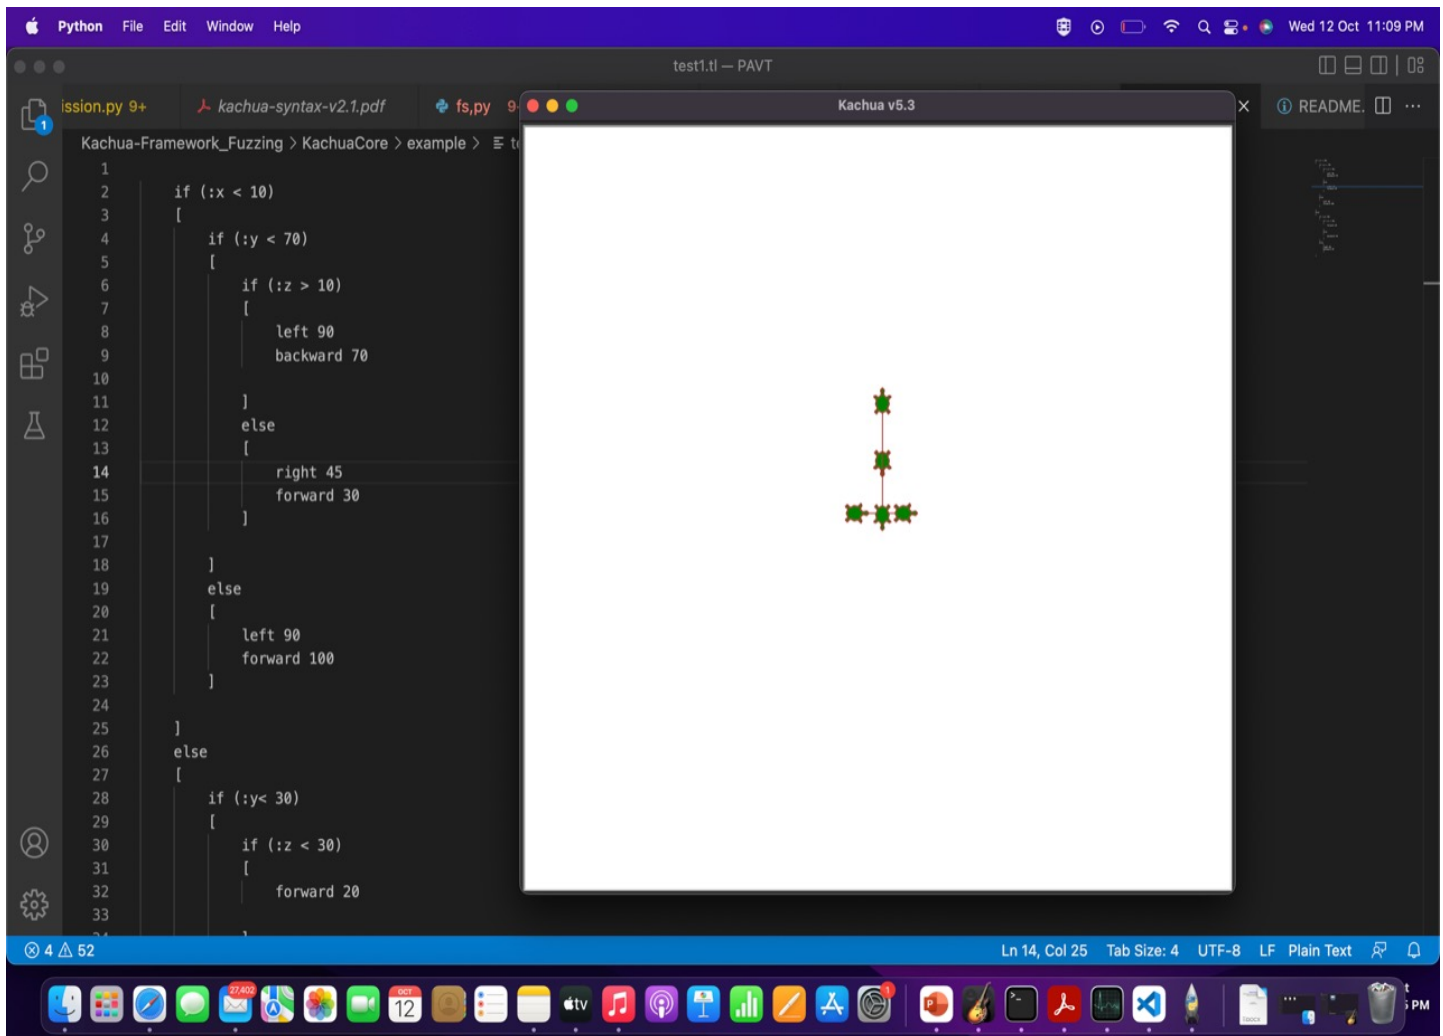 Python File Edit Window Help
Wed 12 Oct 11:09 PM
test1.tl — PAVT
ission.py 9+
kachua-syntax-v2.1.pdf
fs,py 9
Kachua v5.3
README.
Kachua-Framework_Fuzzing > KachuaCore > example >
1
1
2 if (:x < 10)
3 [
4 if (:y < 70)
5 [
6 if (:z > 10)
7 [
8 left 90
9 backward 70
10
11 ]
12 else
13 [
14 right 45
15 forward 30
16 ]
17
18 ]
19 else
20 [
21 left 90
22 forward 100
23 ]
24
25 ]
26 else
27 [
28 if (:y< 30)
29 [
30 if (:z < 30)
31 [
32 forward 20
33
4 52
Ln 14, Col 25 Tab Size: 4 UTF-8 LF Plain Text
27,402
OCT
12
tv
1
PM